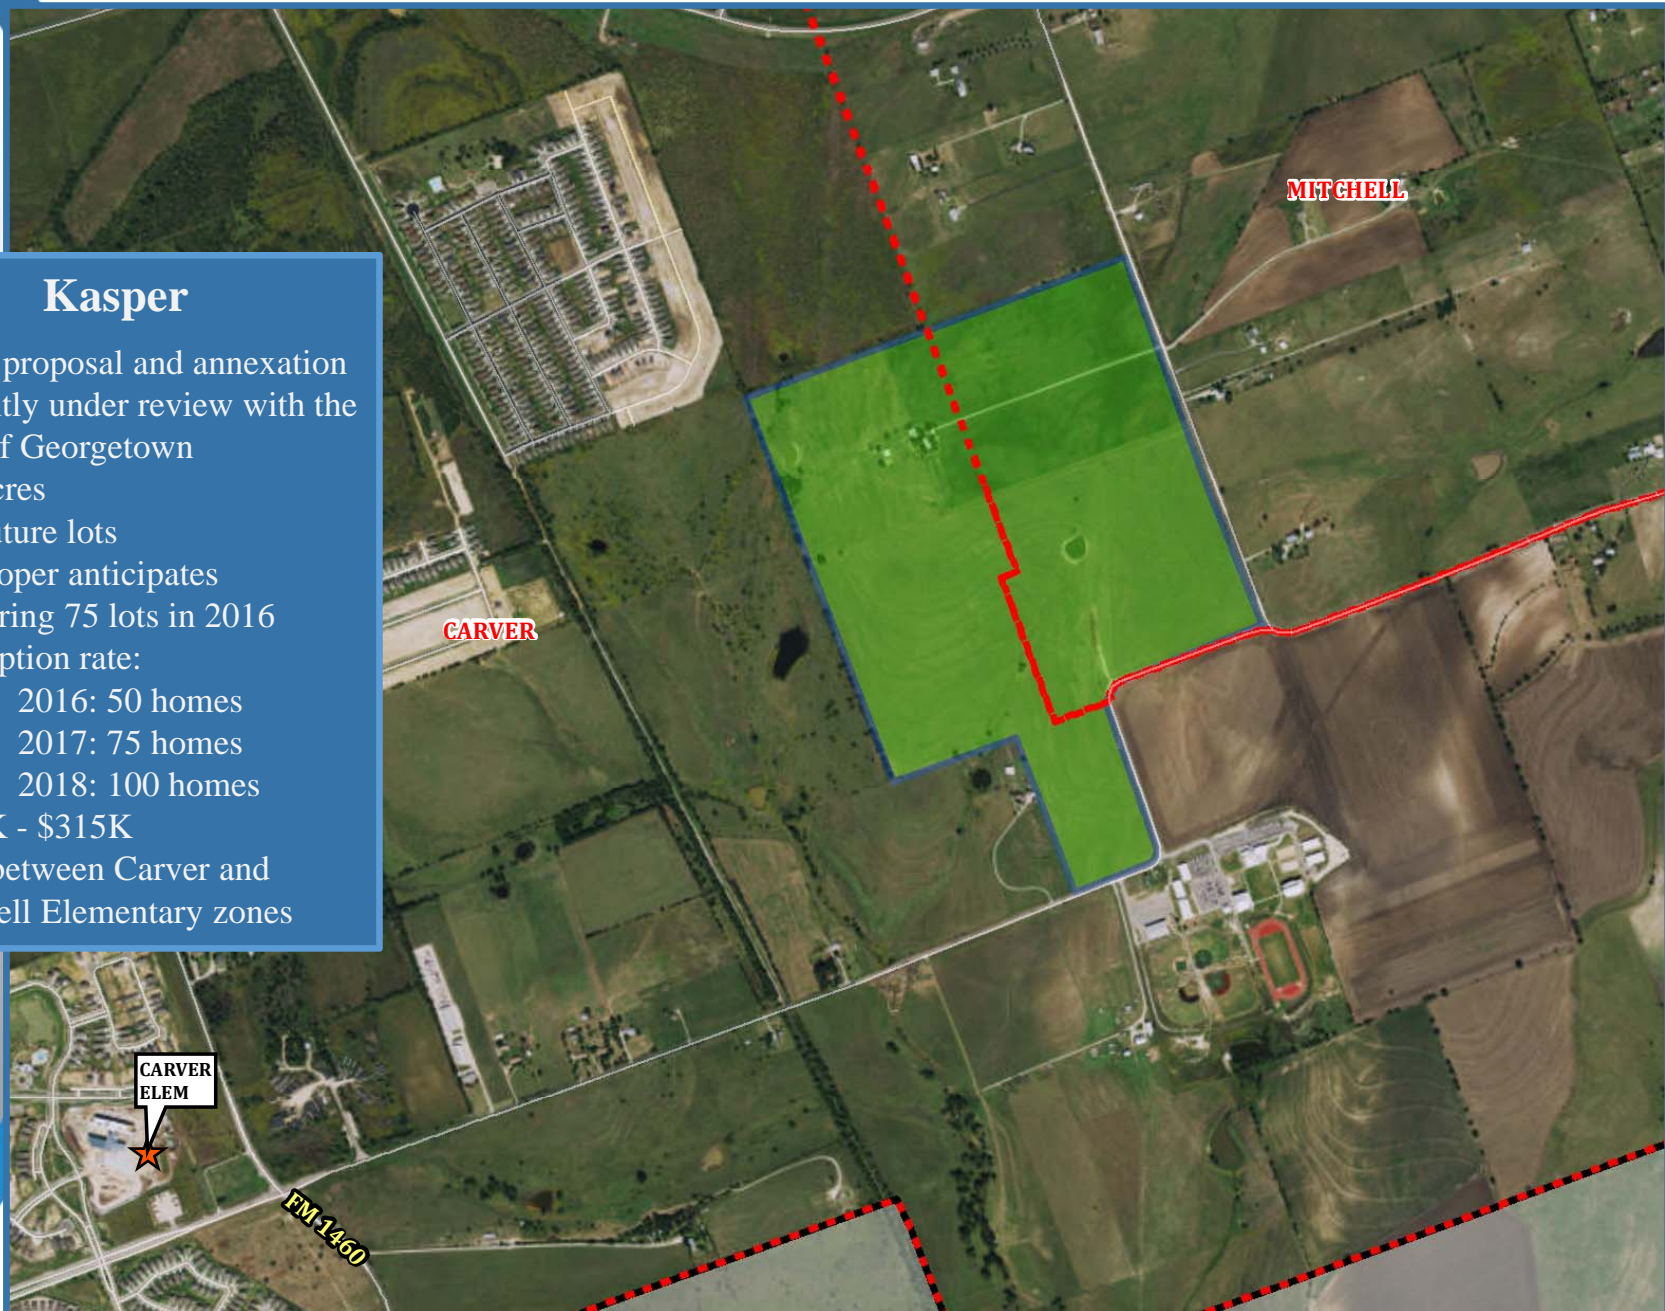 Kasper
proposal and annexation
tly under review with the
f Georgetown
cres
ture lots
oper anticipates
ring 75 lots in 2016
ption rate:
2016: 50 homes
2017: 75 homes
2018: 100 homes
K - $315K
between Carver and
ell Elementary zones
MITCHELL
CARVER
CARVER
ELEM
FM 1460